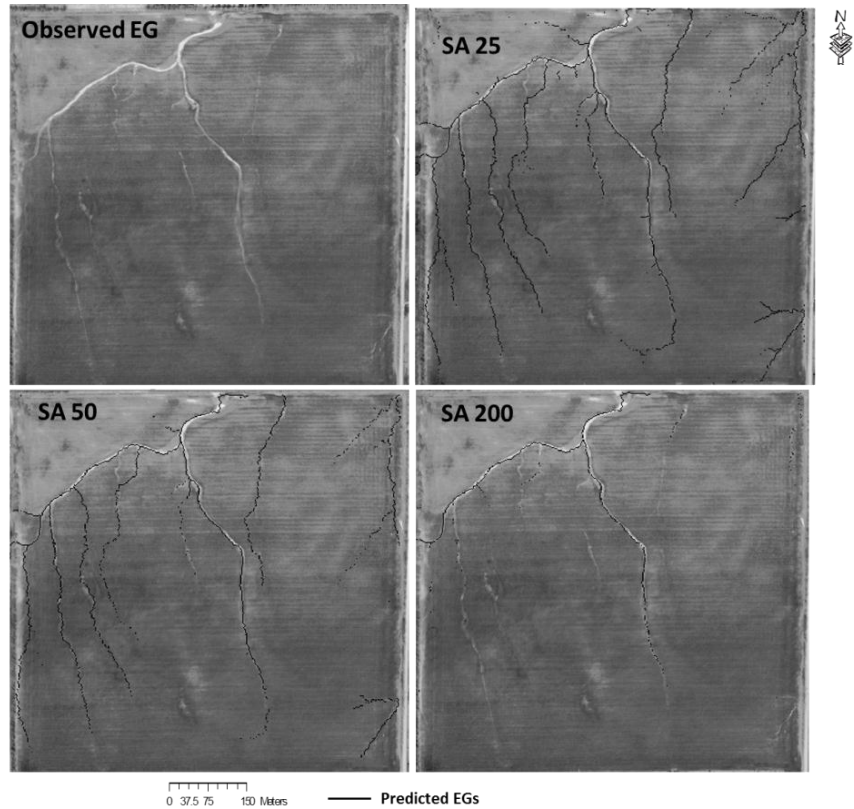 Observed EG
SA 25
N
SA 50
SA 200
0 37.5 75 150 Meters
Predicted EGs